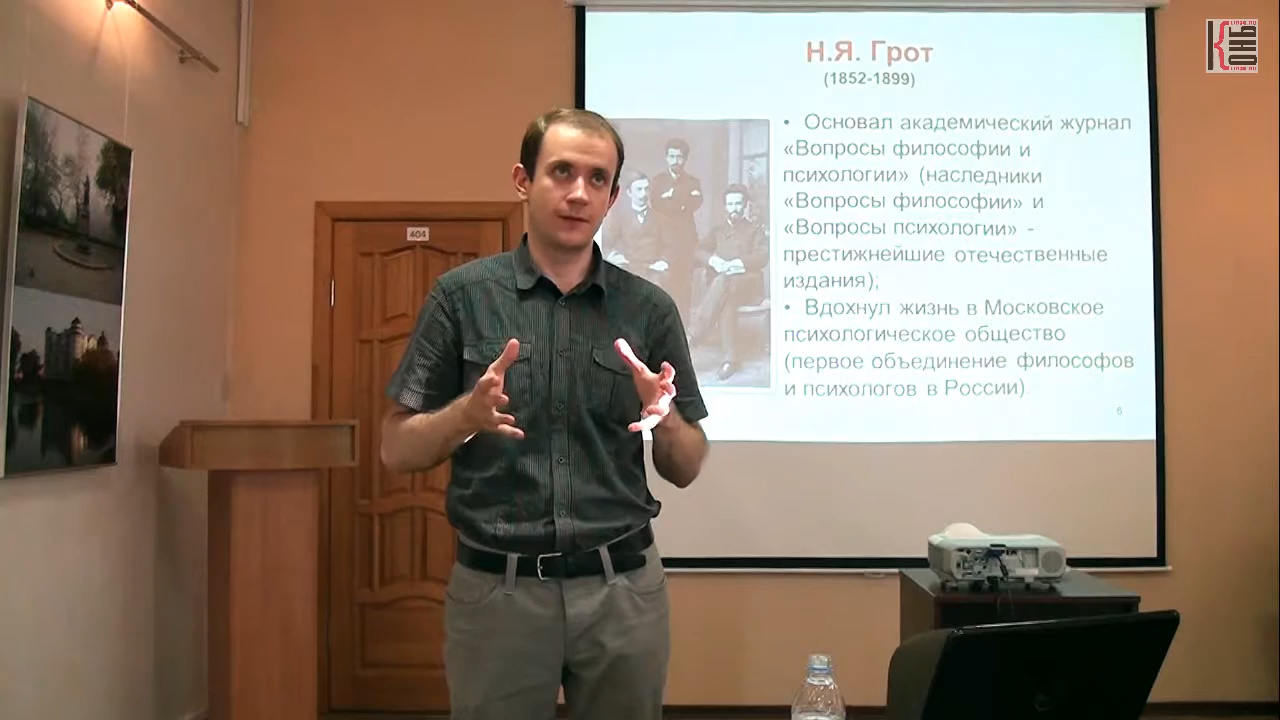 Н.Я. Грот
(1852-1899)
• Основал академический журнал
«Вопросы философии и
психологии» (наследники
«Вопросы философии» и
«Вопросы психологии» -
престижнейшие отечественные
издания);
• Вдохнул жизнь в Московское
психологическое общество
(первое объединение философов
и психологов в России)
6
404